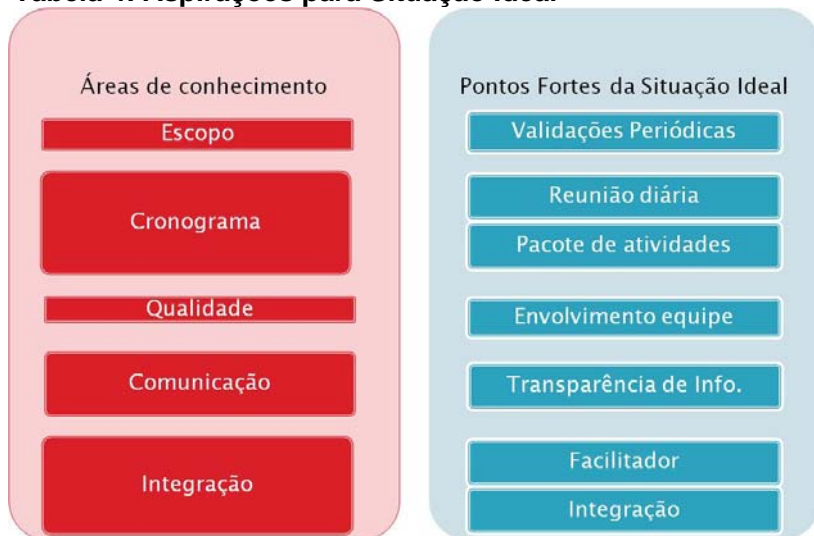 Tabela 4: Aspirações para Situação Ideal
Áreas de conhecimento
Escopo
Cronograma
Qualidade
Comunicação
Integração
Pontos Fortes da Situação Ideal
Validações Periódicas
Reunião diária
Pacote de atividades
Envolvimento equipe
Transparência de Info.
Facilitador
Integração